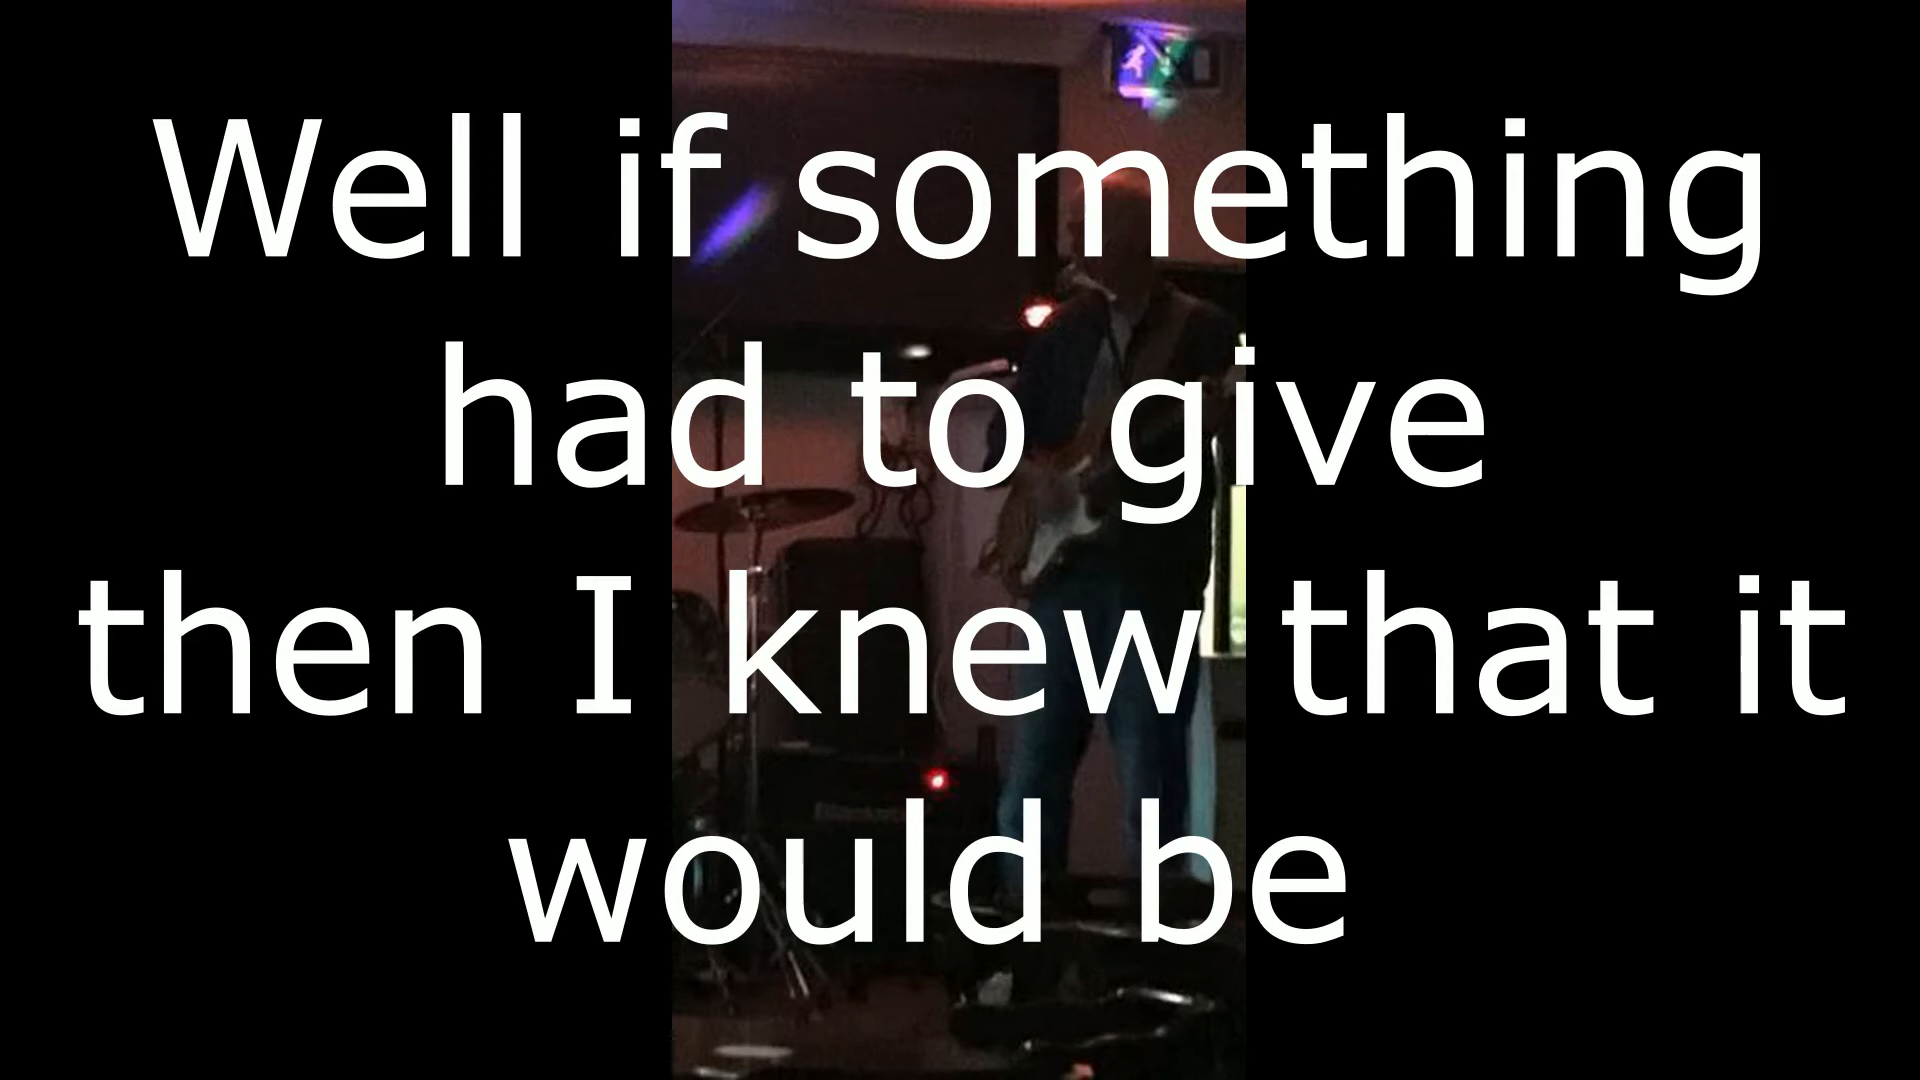 Well if something
had to give
then I knew that it
would be